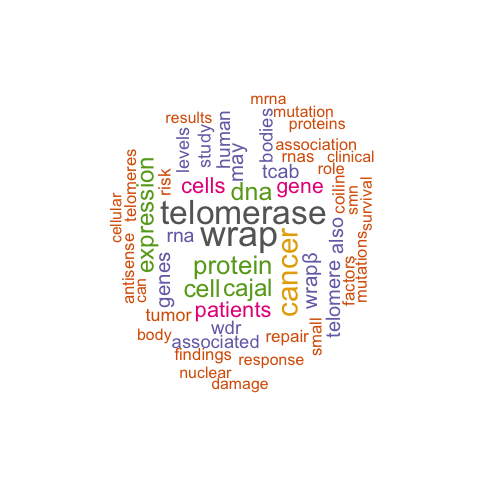 mrna
mutation
results
proteins
human
bodies
study
levels
association
may
rnas
clinical
tcab
role
telomeres
risk
cells
dna
gene
coiline
smn
survival
expression
telomerase
cellular
wrap
also
rna
cancer
antisense
can
genes
protein
wrapβ
telomere
factors
mutations
cell
cajal
patients
tumor
wdr
body
associated
repair
small
findings
response
nuclear
damage